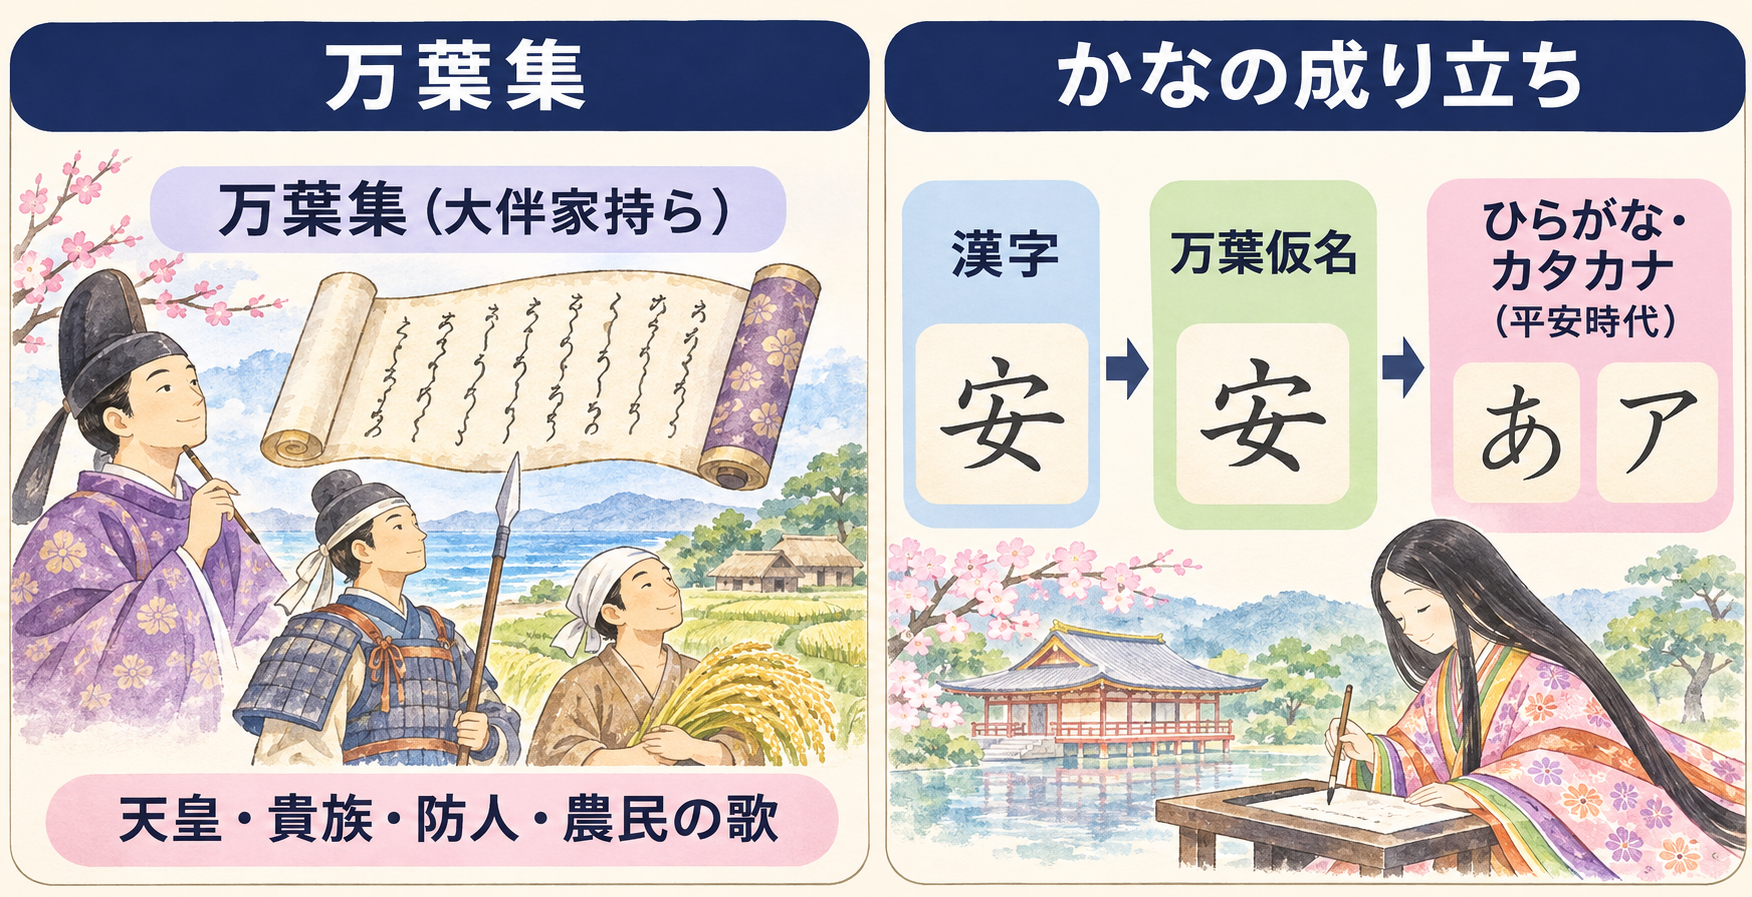 万葉集
万葉集（大伴家持ら）
天皇・貴族・防人・農民の歌
かなの成り立ち
漢字
安
万葉仮名
安
ひらがな・
カタカナ
（平安時代）
あ
ア